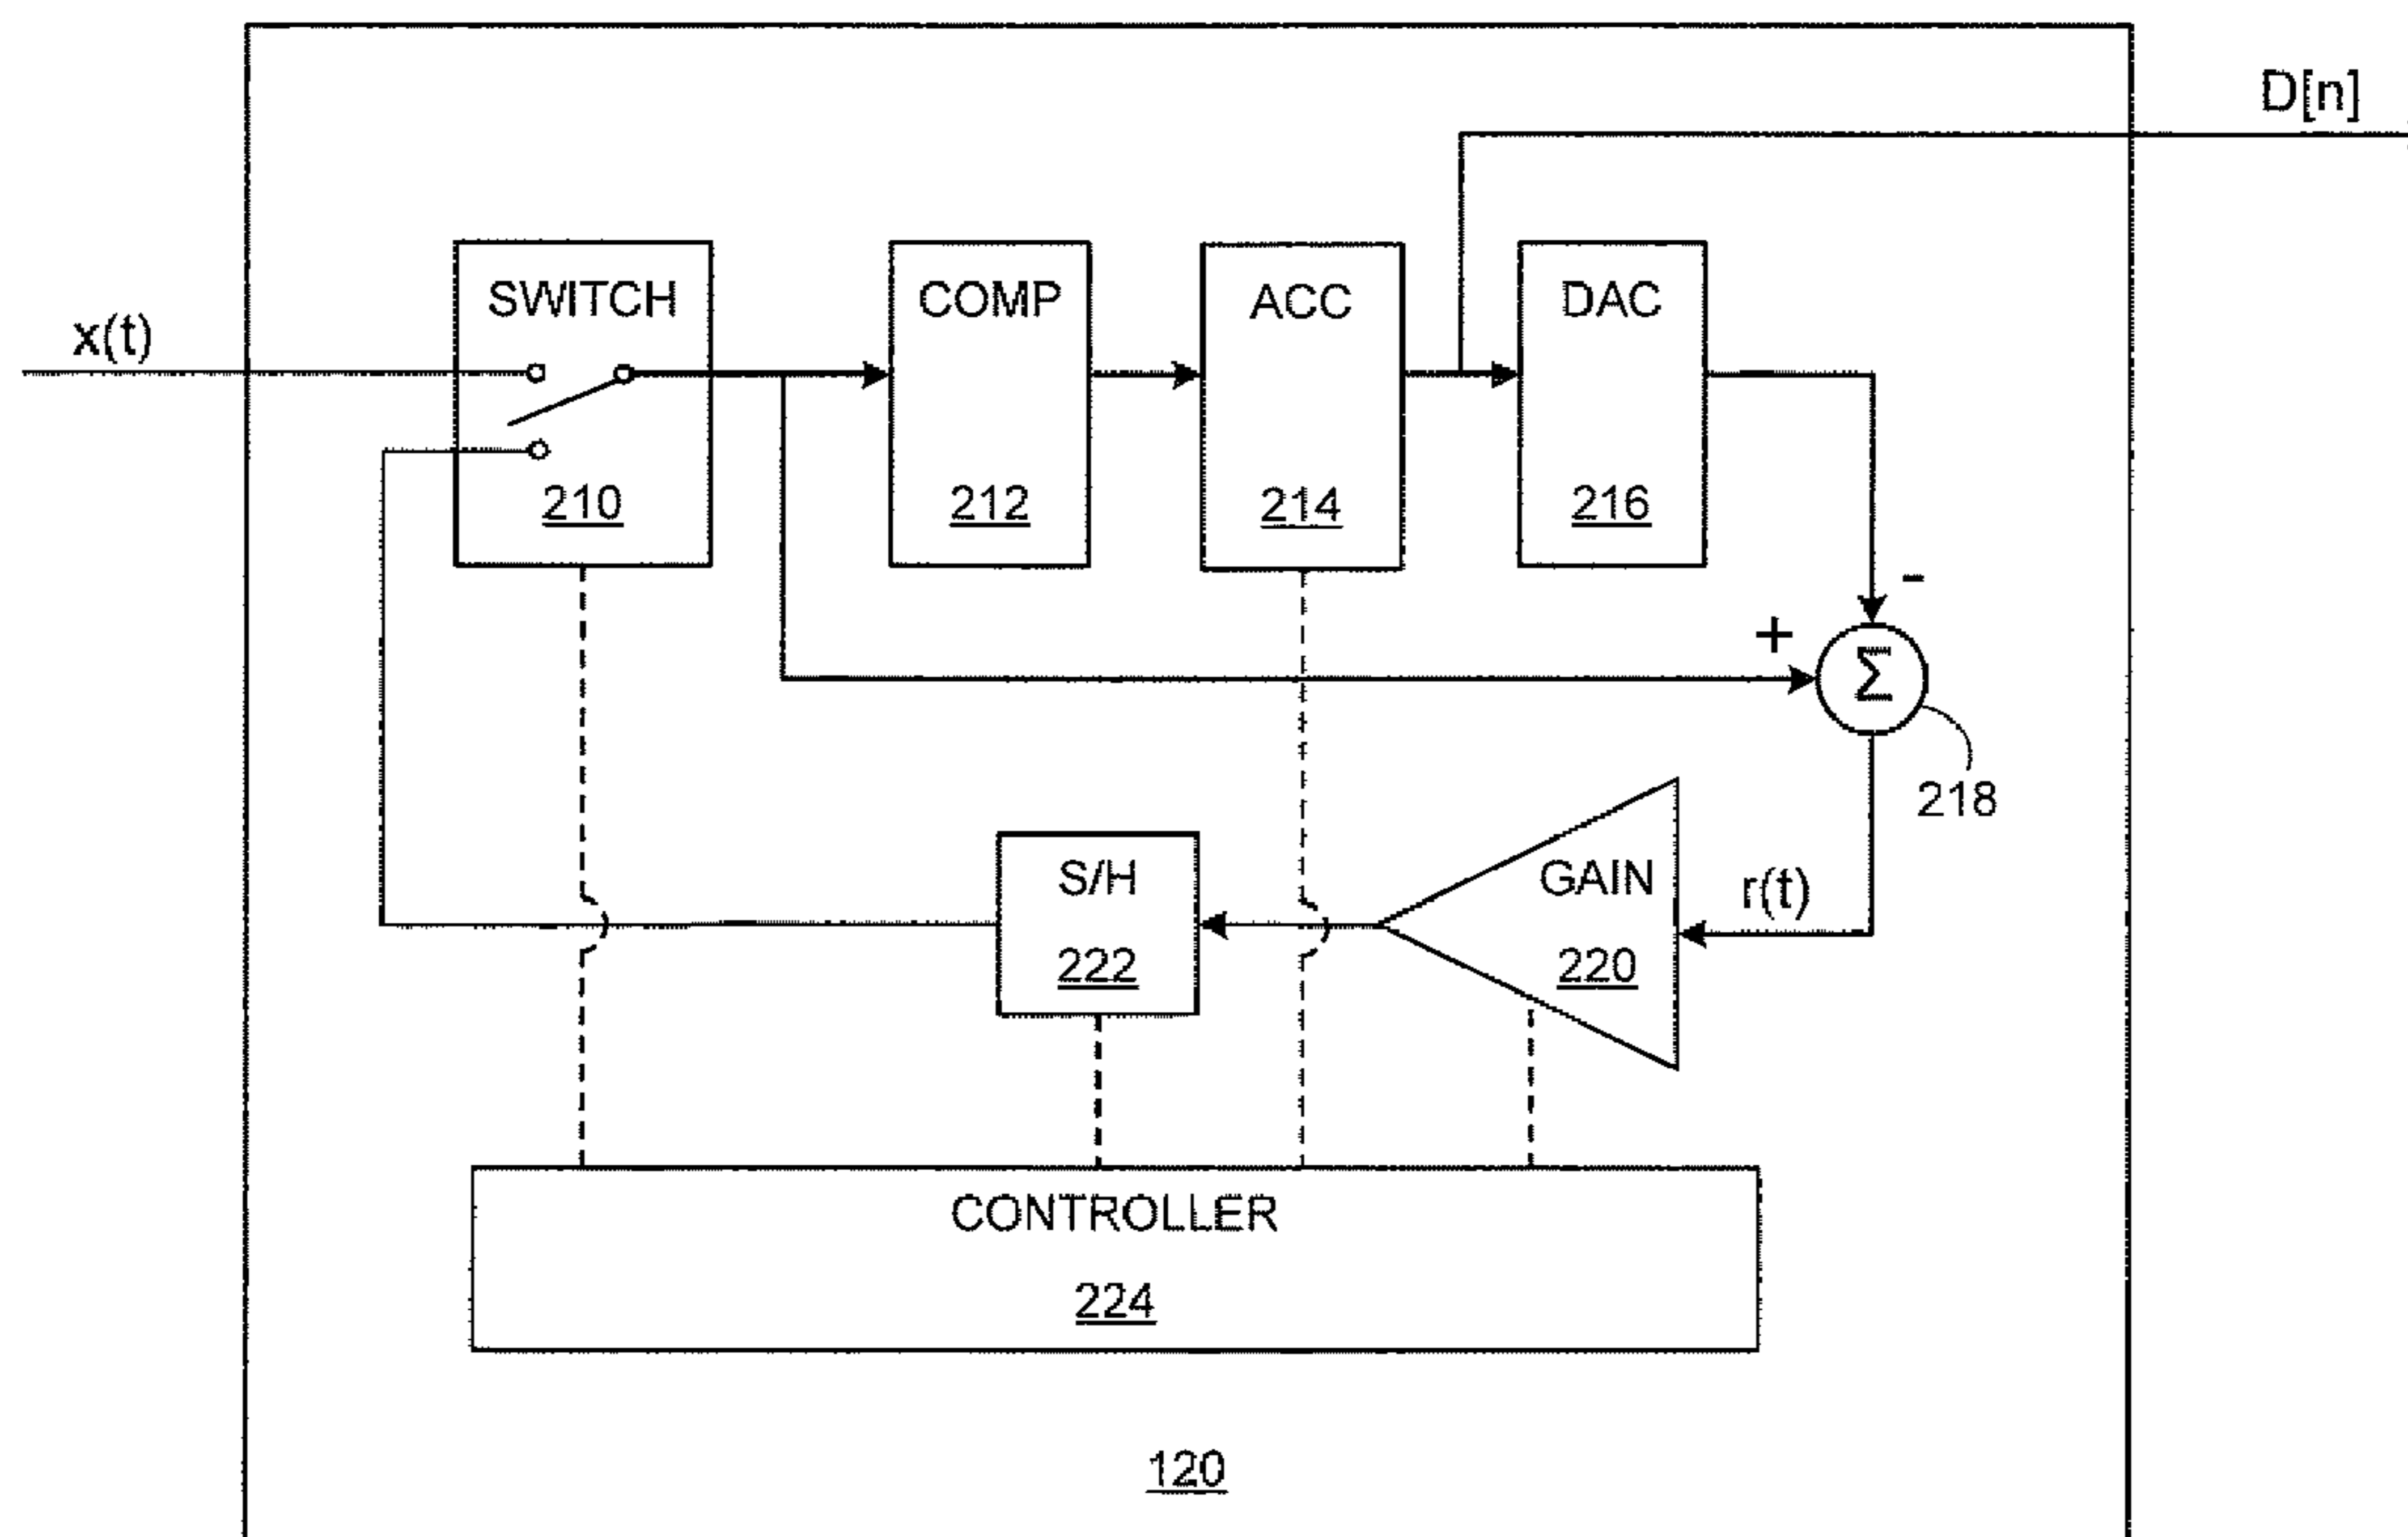 D[n]
x(t)
SWITCH
210
COMP
212
ACC
214
DAC
216
-
+
Σ
218
S/H
222
GAIN
220
r(t)
CONTROLLER
224
120